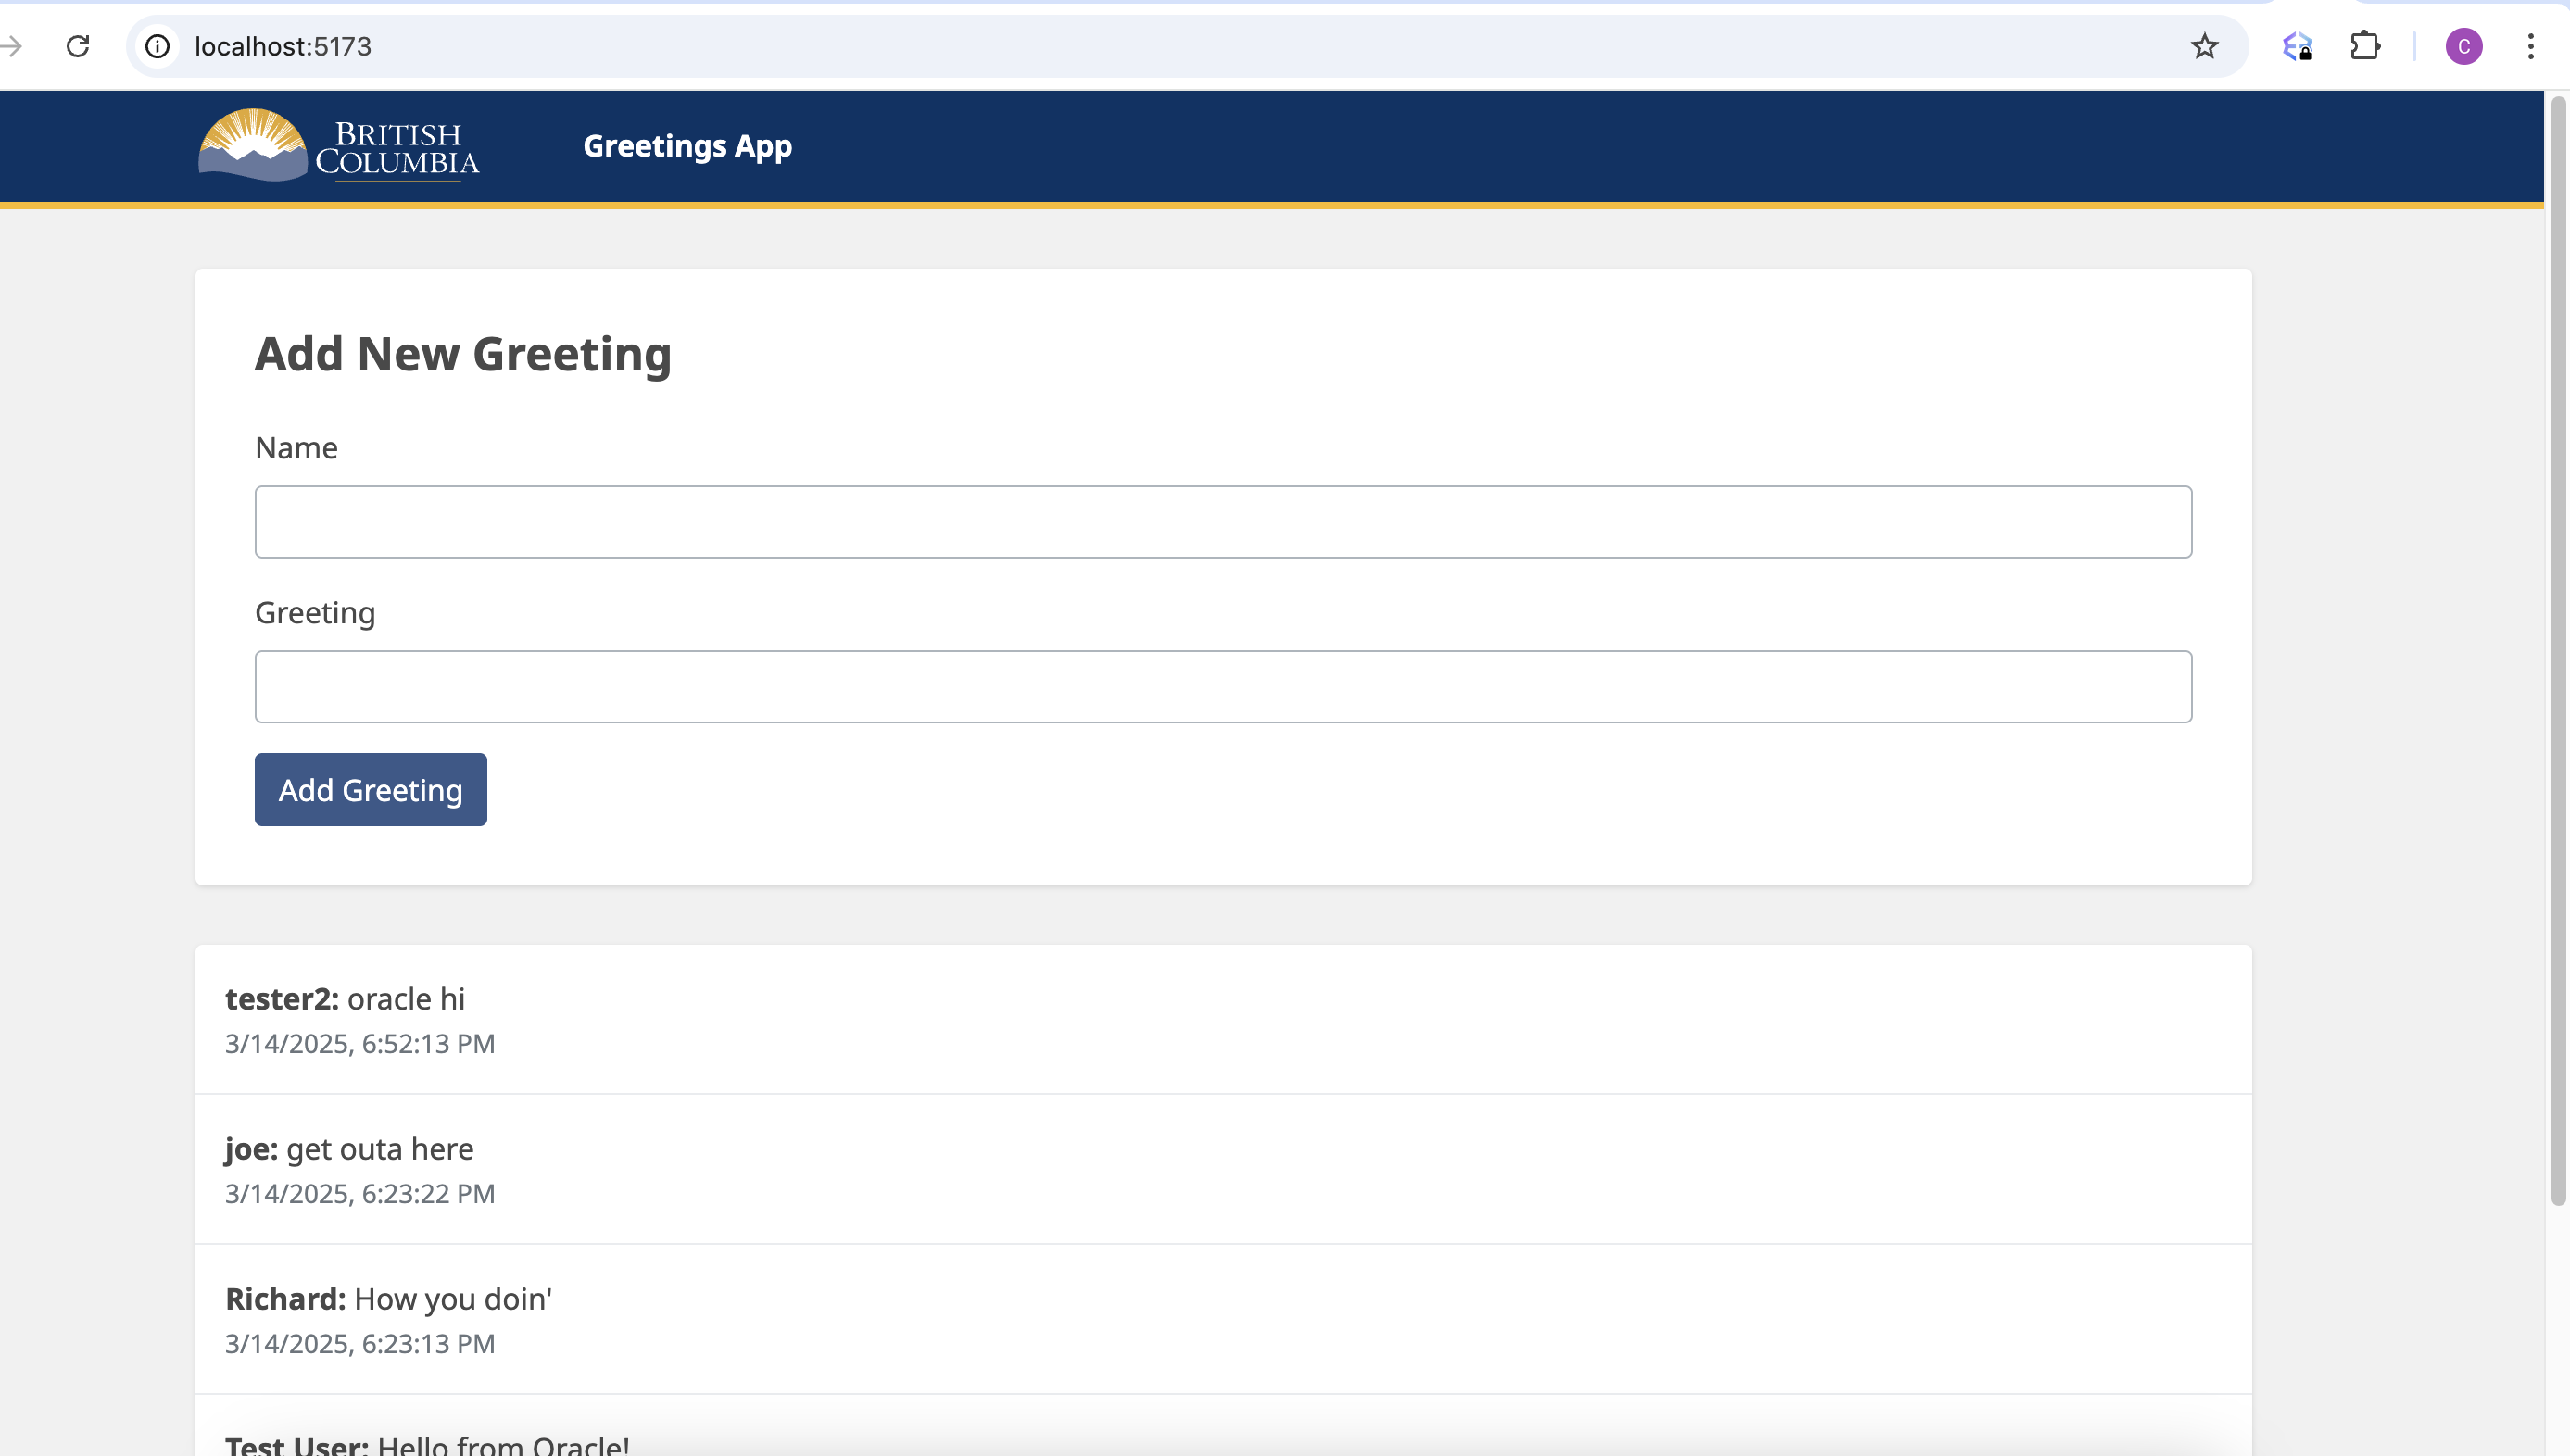 localhost:5173
C
BRITISH
COLUMBIA
Greetings App
Add New Greeting
Name
Greeting
Add Greeting
tester2: oracle hi
3/14/2025, 6:52:13 PM
joe: get outa here
3/14/2025, 6:23:22 PM
Richard: How you doin'
3/14/2025, 6:23:13 PM
Test User: Hello from Oracle!